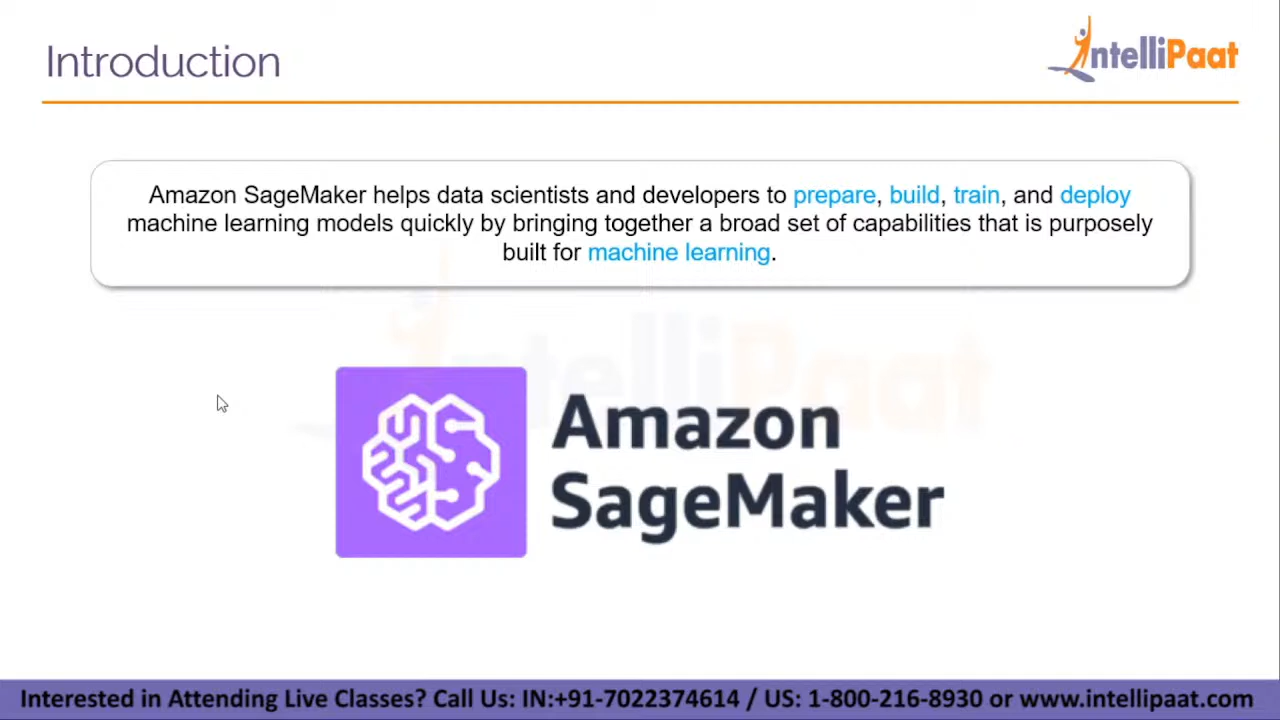 Introduction
IntelliPaat
Amazon SageMaker helps data scientists and developers to prepare, build, train, and deploy
machine learning models quickly by bringing together a broad set of capabilities that is purposely
built for machine learning.
IntelliPaat
Amazon
SageMaker
Interested in Attending Live Classes? Call Us: IN:+91-7022374614 / US: 1-800-216-8930 or www.intellipaat.com